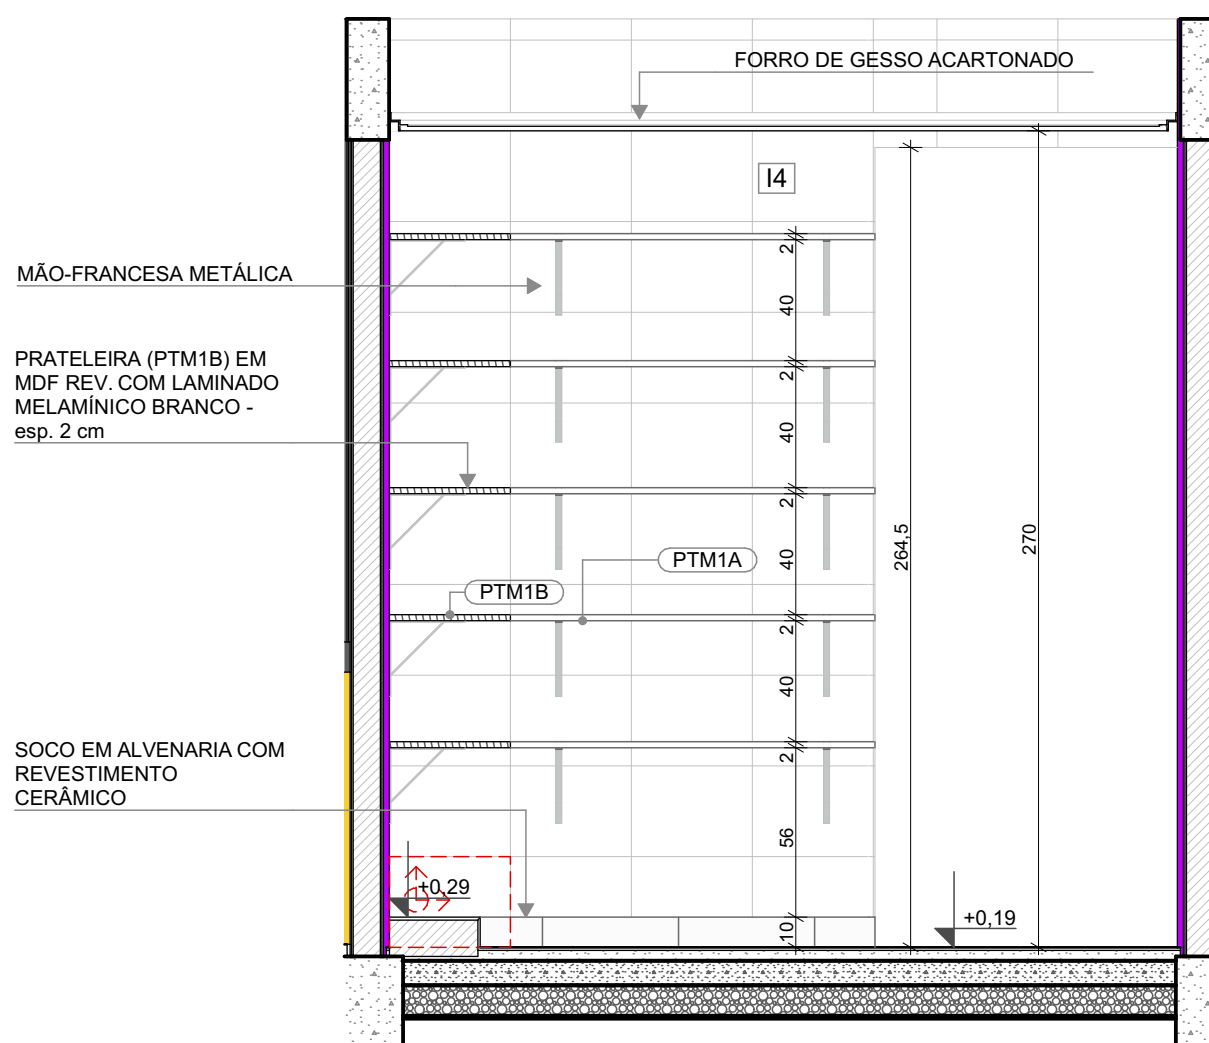 FORRO DE GESSO ACARTONADO
I4
2
MÃO-FRANCESA METÁLICA
40
PRATELEIRA (PTM1B) EM
MDF REV. COM LAMINADO
MELAMÍNICO BRANCO -
esp. 2 cm
2
40
2
264,5
270
40
PTM1A
PTM1B
2
40
SOCO EM ALVENARIA COM
REVESTIMENTO
CERÂMICO
2
56
+0,29
+0,19
10